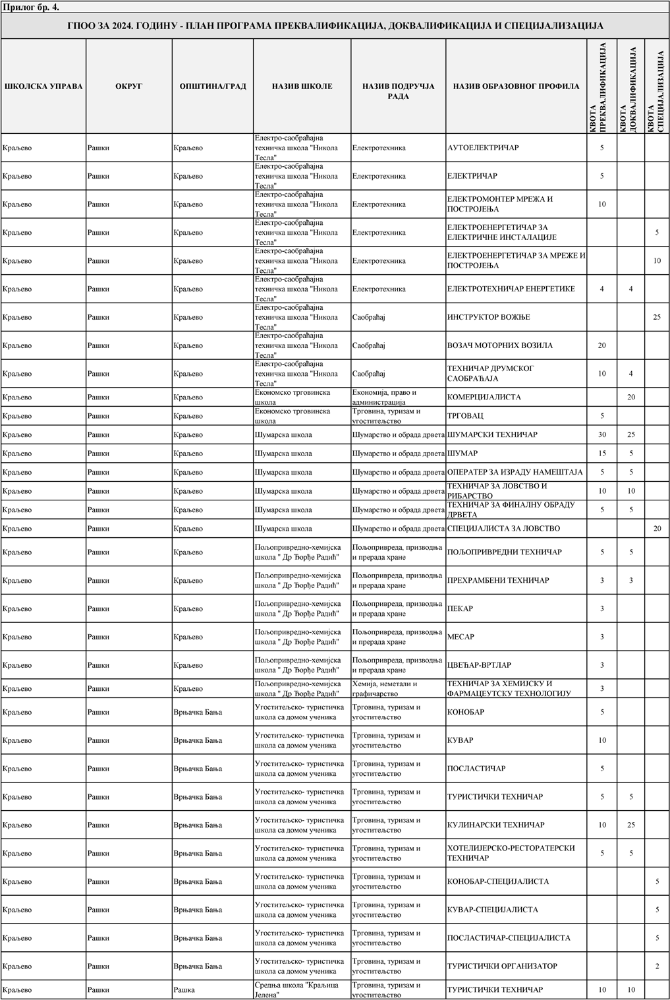 Прилог бр. 4.
ГПОО ЗА 2024. ГОДИНУ - ПЛАН ПРОГРАМА ПРЕКВАЛИФИКАЦИЈА, ДОКВАЛИФИКАЦИЈА И СПЕЦИЈАЛИЗАЦИЈА
ШКОЛСКА УПРАВА ОКРУГ ОПШТИНА/ГРАД НАЗИВ ШКОЛЕ НАЗИВ ПОДРУЧЈА РАДА НАЗИВ ОБРАЗОВНОГ ПРОФИЛА КВОТА ПРЕКВАЛИФИКАЦИЈА КВОТА ДОКВАЛИФИКАЦИЈА КВОТА СПЕЦИЈАЛИЗАЦИЈА
Краљево Рашки Краљево Електро-саобраћајна техничка школа "Никола Тесла" Електротехника АУТОЕЛЕКТРИЧАР 5
Краљево Рашки Краљево Електро-саобраћајна техничка школа "Никола Тесла" Електротехника ЕЛЕКТРИЧАР 5
Краљево Рашки Краљево Електро-саобраћајна техничка школа "Никола Тесла" Електротехника ЕЛЕКТРОМОНТЕР МРЕЖА И ПОСТРОЈЕЊА 10
Краљево Рашки Краљево Електро-саобраћајна техничка школа "Никола Тесла" Електротехника ЕЛЕКТРОЕНЕРГЕТИЧАР ЗА ЕЛЕКТРИЧНЕ ИНСТАЛАЦИЈЕ 5
Краљево Рашки Краљево Електро-саобраћајна техничка школа "Никола Тесла" Електротехника ЕЛЕКТРОЕНЕРГЕТИЧАР ЗА МРЕЖЕ И ПОСТРОЈЕЊА 10
Краљево Рашки Краљево Електро-саобраћајна техничка школа "Никола Тесла" Електротехника ЕЛЕКТРОТЕХНИЧАР ЕНЕРГЕТИКЕ 4 4
Краљево Рашки Краљево Електро-саобраћајна техничка школа "Никола Тесла" Саобраћај ИНСТРУКТОР ВОЖЊЕ 25
Краљево Рашки Краљево Електро-саобраћајна техничка школа "Никола Тесла" Саобраћај ВОЗАЧ МОТОРНИХ ВОЗИЛА 20
Краљево Рашки Краљево Електро-саобраћајна техничка школа "Никола Тесла" Саобраћај ТЕХНИЧАР ДРУМСКОГ САОБРАЋАЈА 10 4
Краљево Рашки Краљево Економско трговинска школа Економија, право и администрација КОМЕРЦИЈАЛИСТА 20
Краљево Рашки Краљево Економско трговинска школа Трговина, туризам и угоститељство ТРГОВАЦ 5
Краљево Рашки Краљево Шумарска школа Шумарство и обрада дрвета ШУМАРСКИ ТЕХНИЧАР 30 25
Краљево Рашки Краљево Шумарска школа Шумарство и обрада дрвета ШУМАР 15 5
Краљево Рашки Краљево Шумарска школа Шумарство и обрада дрвета ОПЕРАТЕР ЗА ИЗРАДУ НАМЕШТАЈА 5 5
Краљево Рашки Краљево Шумарска школа Шумарство и обрада дрвета ТЕХНИЧАР ЗА ЛОВСТВО И РИБАРСТВО 10 10
Краљево Рашки Краљево Шумарска школа Шумарство и обрада дрвета ТЕХНИЧАР ЗА ФИНАЛНУ ОБРАДУ ДРВЕТА 5 5
Краљево Рашки Краљево Шумарска школа Шумарство и обрада дрвета СПЕЦИЈАЛИСТА ЗА ЛОВСТВО 20
Краљево Рашки Краљево Пољопривредно-хемијска школа " Др Ђорђе Радић" Пољопривреда, призводња и прерада хране ПОЉОПРИВРЕДНИ ТЕХНИЧАР 5 5
Краљево Рашки Краљево Пољопривредно-хемијска школа " Др Ђорђе Радић" Пољопривреда, призводња и прерада хране ПРЕХРАМБЕНИ ТЕХНИЧАР 3 3
Краљево Рашки Краљево Пољопривредно-хемијска школа " Др Ђорђе Радић" Пољопривреда, призводња и прерада хране ПЕКАР 3
Краљево Рашки Краљево Пољопривредно-хемијска школа " Др Ђорђе Радић" Пољопривреда, призводња и прерада хране МЕСАР 3
Краљево Рашки Краљево Пољопривредно-хемијска школа " Др Ђорђе Радић" Пољопривреда, призводња и прерада хране ЦВЕЋАР-ВРТЛАР 3
Краљево Рашки Краљево Пољопривредно-хемијска школа " Др Ђорђе Радић" Хемија, неметали и графичарство ТЕХНИЧАР ЗА ХЕМИЈСКУ И ФАРМАЦЕУТСКУ ТЕХНОЛОГИЈУ 3
Краљево Рашки Врњачка Бања Угоститељско- туристичка школа са домом ученика Трговина, туризам и угоститељство КОНОБАР 5
Краљево Рашки Врњачка Бања Угоститељско- туристичка школа са домом ученика Трговина, туризам и угоститељство КУВАР 10
Краљево Рашки Врњачка Бања Угоститељско- туристичка школа са домом ученика Трговина, туризам и угоститељство ПОСЛАСТИЧАР 5
Краљево Рашки Врњачка Бања Угоститељско- туристичка школа са домом ученика Трговина, туризам и угоститељство ТУРИСТИЧКИ ТЕХНИЧАР 5 5
Краљево Рашки Врњачка Бања Угоститељско- туристичка школа са домом ученика Трговина, туризам и угоститељство КУЛИНАРСКИ ТЕХНИЧАР 10 25
Краљево Рашки Врњачка Бања Угоститељско- туристичка школа са домом ученика Трговина, туризам и угоститељство ХОТЕЛИЈЕРСКО-РЕСТОРАТЕРСКИ ТЕХНИЧАР 5 5
Краљево Рашки Врњачка Бања Угоститељско- туристичка школа са домом ученика Трговина, туризам и угоститељство КОНОБАР-СПЕЦИЈАЛИСТА 5
Краљево Рашки Врњачка Бања Угоститељско- туристичка школа са домом ученика Трговина, туризам и угоститељство КУВАР-СПЕЦИЈАЛИСТА 5
Краљево Рашки Врњачка Бања Угоститељско- туристичка школа са домом ученика Трговина, туризам и угоститељство ПОСЛАСТИЧАР-СПЕЦИЈАЛИСТА 5
Краљево Рашки Врњачка Бања Угоститељско- туристичка школа са домом ученика Трговина, туризам и угоститељство ТУРИСТИЧКИ ОРГАНИЗАТОР 2
Краљево Рашки Рашка Средња школа "Краљица Јелена" Трговина, туризам и угоститељство ТУРИСТИЧКИ ТЕХНИЧАР 10 10